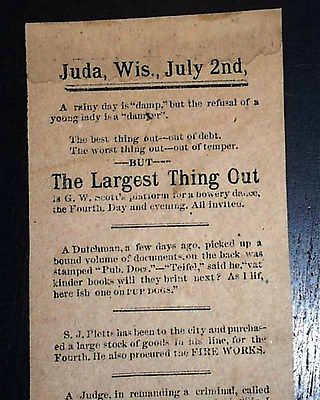 Juda, Wis., July 2nd,
A rainy day is "damp," but the refusal of a
young lady is a "damper".
The best thing out—out of debt.
The worst thing out—out of temper.
—BUT—
The Largest Thing Out
is G. W. Scott's platform for a bowery dance,
the Fourth. Day and evening. All invited.
A Dutchman, a few days ago, picked up a
bound volume of documents, on the back was
stamped "Pub. Docs."—"Teifel," said he, "vat
kinder books will they brint next? As I lif,
here ish one on PUP DOGS."
S. J. Pletts has been to the city and purchas-
ed a large stock of goods in his line, for the
Fourth. He also procured the FIRE WORKS.
A Judge, in remanding a criminal, called